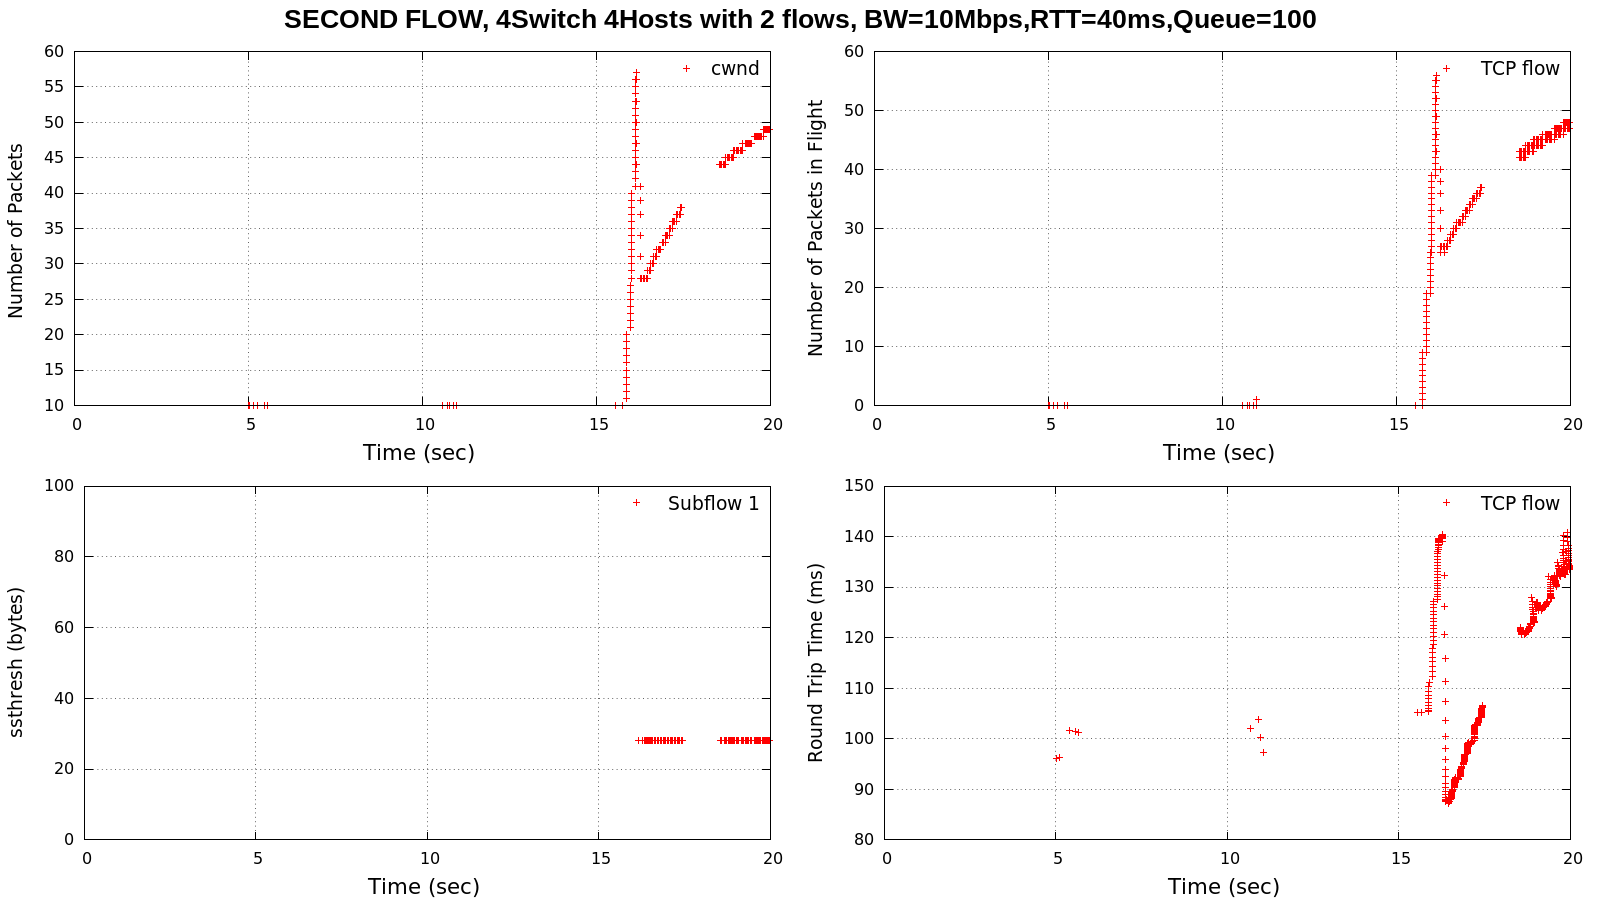 SECOND FLOW, 4Switch 4Hosts with 2 flows, BW=10Mbps,RTT=40ms,Queue=100
60
55
50
45
40
35
30
25
20
15
10
0 5 10 15 20
Number of Packets
Time (sec)
cwnd
60
50
40
30
20
10
0
0 5 10 15 20
Number of Packets in Flight
Time (sec)
TCP flow
100
80
60
40
20
0
0 5 10 15 20
ssthresh (bytes)
Time (sec)
Subflow 1
150
140
130
120
110
100
90
80
0 5 10 15 20
Round Trip Time (ms)
Time (sec)
TCP flow